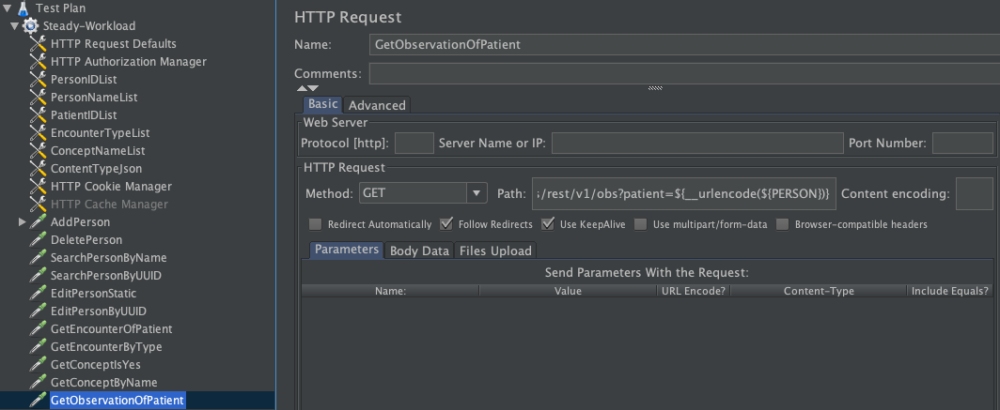 Test Plan
Steady-Workload
HTTP Request Defaults
HTTP Authorization Manager
PersonIDList
PersonNameList
PatientIDList
EncounterTypeList
ConceptNameList
ContentTypeJson
HTTP Cookie Manager
HTTP Cache Manager
AddPerson
DeletePerson
SearchPersonByName
SearchPersonByUUID
EditPersonStatic
EditPersonByUUID
GetEncounterOfPatient
GetEncounterByType
GetConceptIsYes
GetConceptByName
GetObservationOfPatient
HTTP Request
Name: GetObservationOfPatient
Comments:
Basic Advanced
Web Server
Protocol [http]: Server Name or IP: Port Number:
HTTP Request
Method: GET Path: /rest/v1/obs?patient=${__urlencode(${PERSON})} Content encoding:
Redirect Automatically Follow Redirects Use KeepAlive Use multipart/form-data Browser-compatible headers
Parameters Body Data Files Upload
Send Parameters With the Request:
Name: Value URL Encode? Content-Type Include Equals?